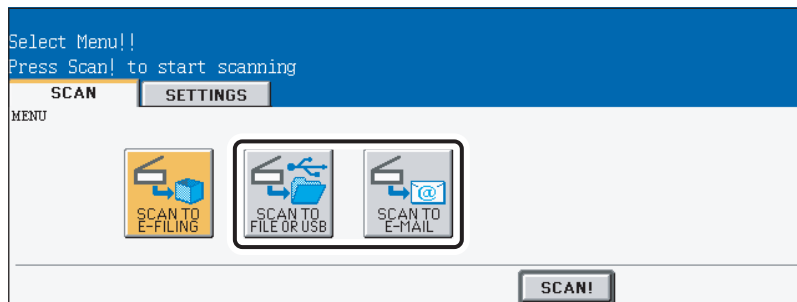 Select Menu!!
Press Scan! to start scanning
SCAN SETTINGS
MENU
SCAN TO E-FILING
SCAN TO FILE OR USB
SCAN TO E-MAIL
@
SCAN!